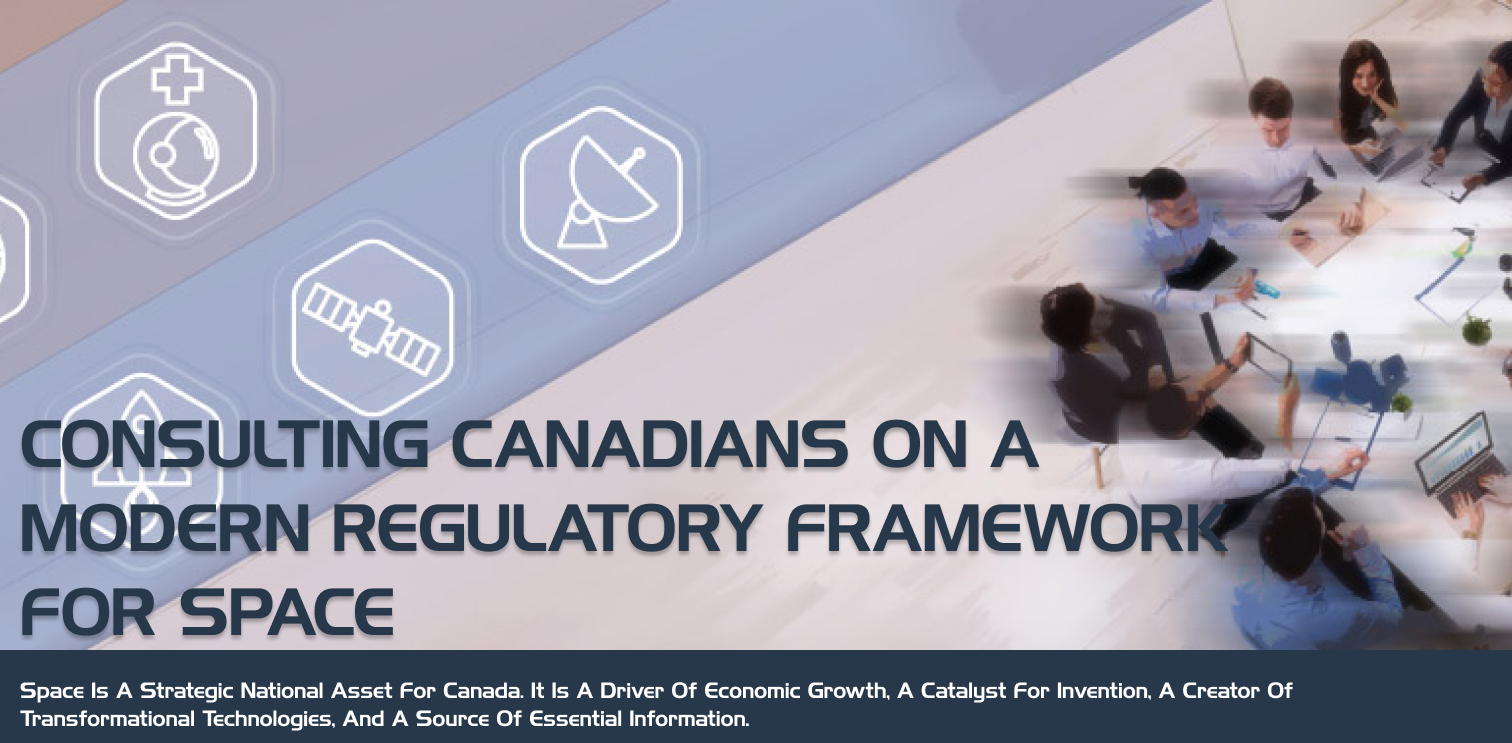 CONSULTING CANADIANS ON A
MODERN REGULATORY FRAMEWORK
FOR SPACE
Space Is A Strategic National Asset For Canada. It Is A Driver Of Economic Growth, A Catalyst For Invention, A Creator Of
Transformational Technologies, And A Source Of Essential Information.